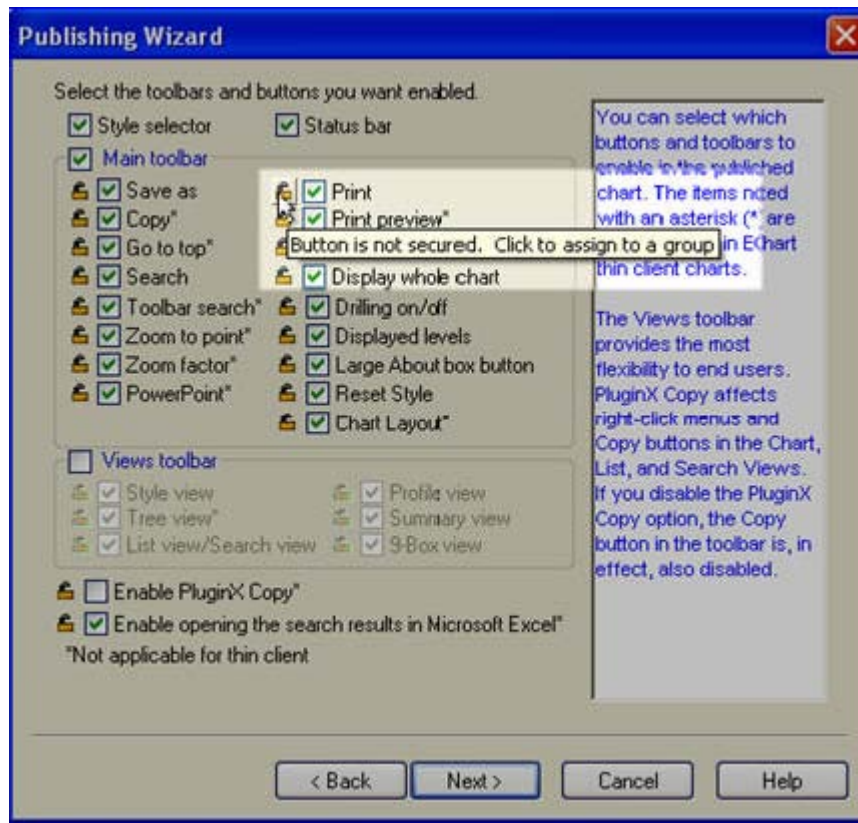 Publishing Wizard
Select the toolbars and buttons you want enabled.
Style selector
Status bar
Main toolbar
Save as
Print
Copy*
Print preview*
Go to top*
Button is not secured. Click to assign to a group
Search
Display whole chart
Toolbar search*
Drilling on/off
Zoom to point*
Displayed levels
Zoom factor*
Large About box button
PowerPoint*
Reset Style
Chart Layout*
Views toolbar
Style view
Profile view
Tree view*
Summary view
List view/Search view
9-Box view
Enable PluginX Copy*
Enable opening the search results in Microsoft Excel*
*Not applicable for thin client
You can select which
buttons and toolbars to
enable in the published
chart. The items noted
with an asterisk (* are
in EChart
thin client charts.
The Views toolbar
provides the most
flexibility to end users.
PluginX Copy affects
right-click menus and
Copy buttons in the Chart,
List, and Search Views.
If you disable the PluginX
Copy option, the Copy
button in the toolbar is, in
effect, also disabled.
< Back
Next >
Cancel
Help